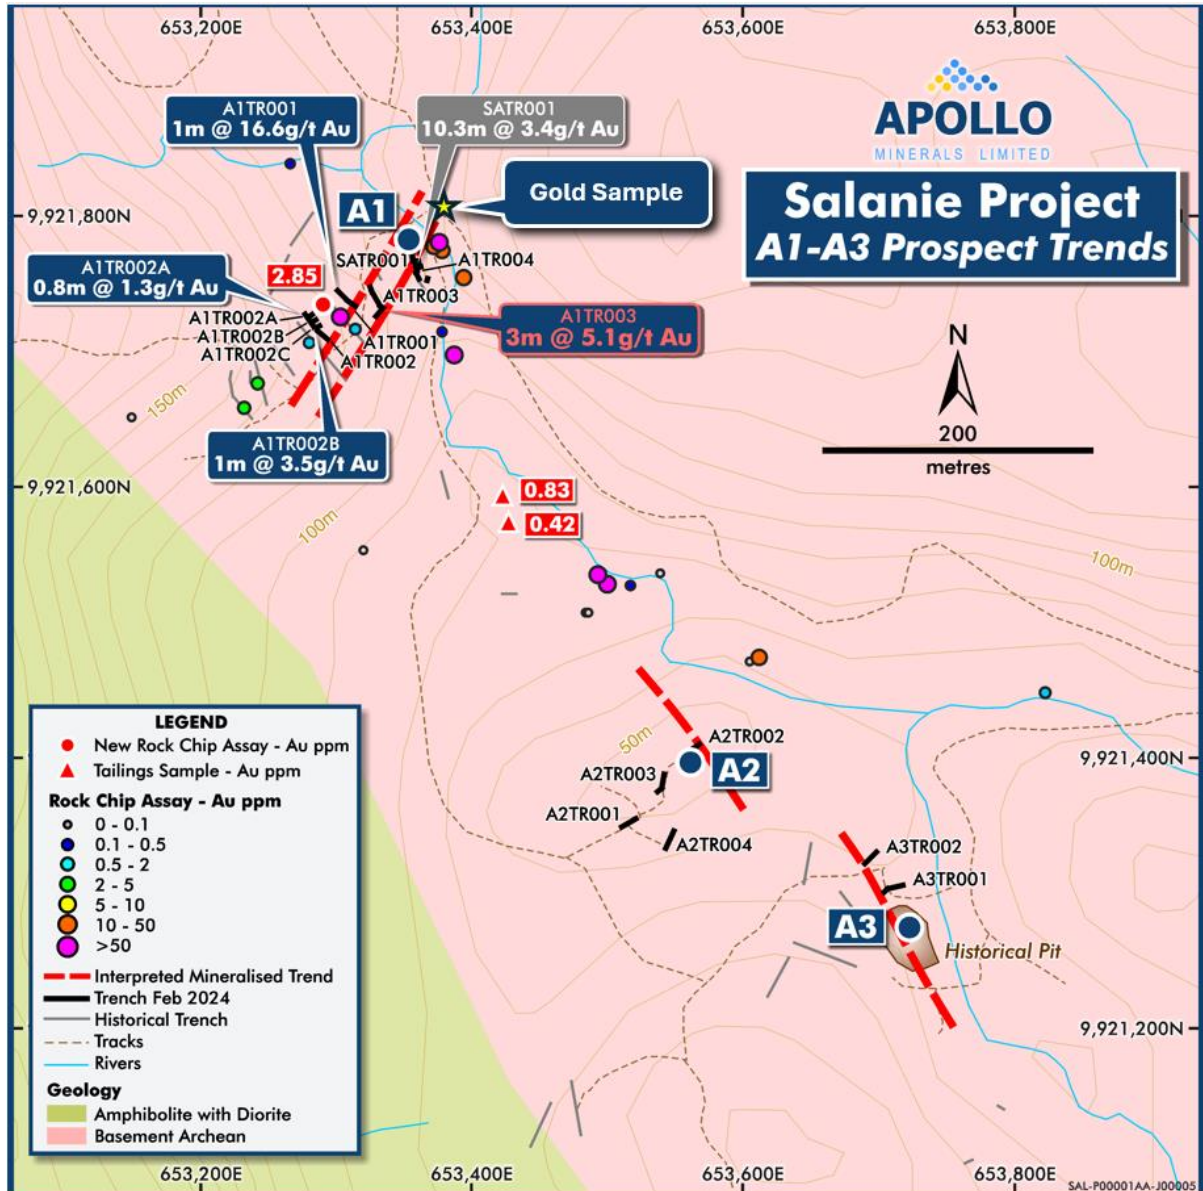 653,200E
653,400E
653,600E
653,800E
APOLLO
MINERALS LIMITED
Salanie Project
A1-A3 Prospect Trends
A1TR001
1m @ 16.6g/t Au
SATR001
10.3m @ 3.4g/t Au
Gold Sample
9,921,800N
9,921,800N
A1
SATR001
A1TR004
A1TR002A
0.8m @ 1.3g/t Au
2.85
A1TR003
A1TR003
3m @ 5.1g/t Au
A1TR002A
A1TR002B
A1TR002C
A1TR001
A1TR002
N
200
metres
150m
A1TR002B
1m @ 3.5g/t Au
9,921,600N
0.83
0.42
100m
100m
LEGEND
New Rock Chip Assay - Au ppm
Tailings Sample - Au ppm
Rock Chip Assay - Au ppm
0 - 0.1
0.1 - 0.5
0.5 - 2
2 - 5
5 - 10
10 - 50
>50
Interpreted Mineralised Trend
Trench Feb 2024
Historical Trench
Tracks
Rivers
Geology
Amphibolite with Diorite
Basement Archean
50m
A2TR002
A2
A2TR003
A2TR001
A2TR004
9,921,400N
A3TR002
A3TR001
A3
Historical Pit
9,921,200N
653,200E
653,400E
653,600E
653,800E
SAL-P00001AA-J00005